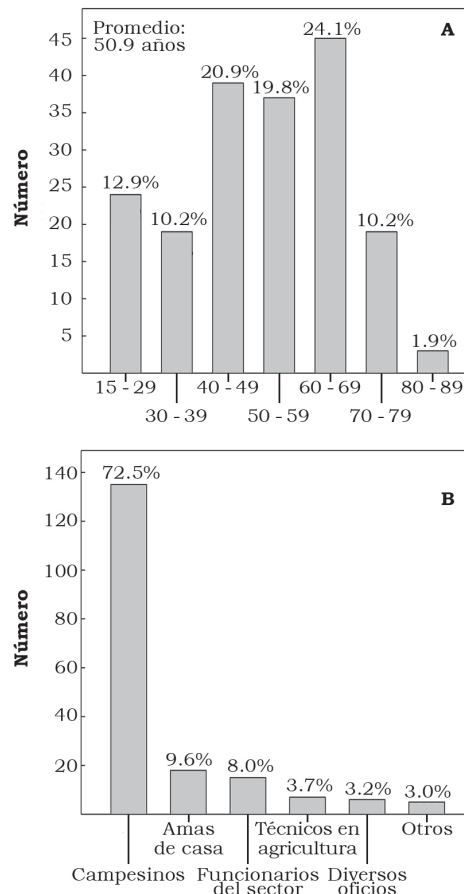 Promedio:
50.9 años
A
Número
45
40
35
30
25
20
15
10
5
12.9%
10.2%
20.9%
19.8%
24.1%
10.2%
1.9%
15 - 29
30 - 39
40 - 49
50 - 59
60 - 69
70 - 79
80 - 89
B
Número
140
120
100
80
60
40
20
72.5%
9.6%
8.0%
3.7%
3.2%
3.0%
Campesinos
Amas
de casa
Funcionarios
del sector
Técnicos en
agricultura
Diversos
oficios
Otros